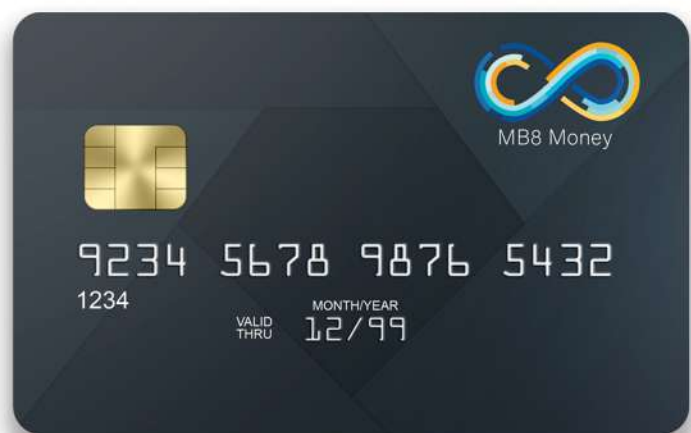 MB8 Money
9234 5678 9876 5432
1234
MONTH/YEAR
VALID THRU 12/99